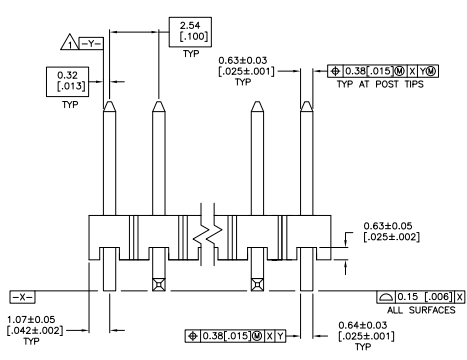 2.54
[.100]
TYP
1
-Y-
0.32
[.013]
TYP
0.63±0.03
[.025±.001]
TYP
⌖ 0.38[.015]Ⓜ X YⓂ
TYP AT POST TIPS
0.63±0.05
[.025±.002]
-X-
⌓ 0.15 [.006] X
ALL SURFACES
1.07±0.05
[.042±.002]
TYP
⌖ 0.38[.015]Ⓜ X Y
0.64±0.03
[.025±.001]
TYP